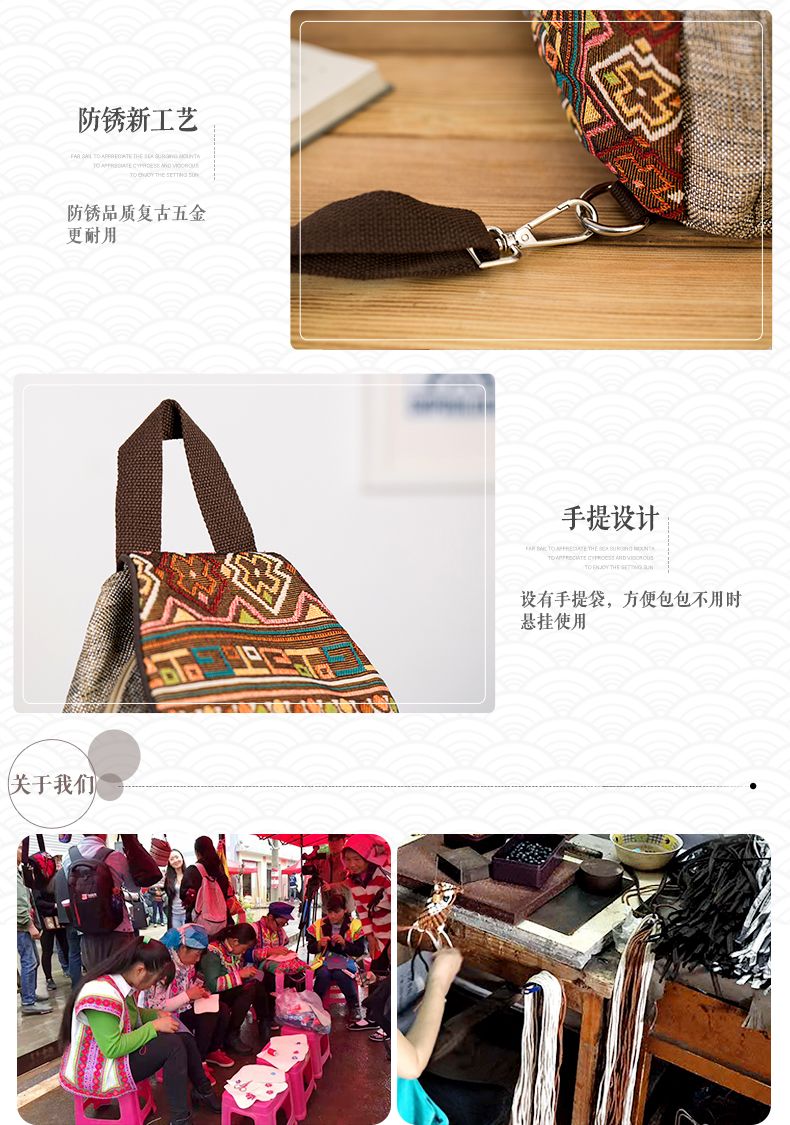 防锈新工艺
FAR SAIL TO APPRECIATE THE SEA SURGING MOUNTA
TO APPRECIATE CYPROESS AND VIGOROUS
TO ENJOY THE SETTING SUN
防锈品质复古五金
更耐用
手提设计
FAR SAIL TO APPRECIATE THE SEA SURGING MOUNTA
TO APPRECIATE CYPROESS AND VIGOROUS
TO ENJOY THE SETTING SUN
设有手提袋，方便包包不用时
悬挂使用
关于我们